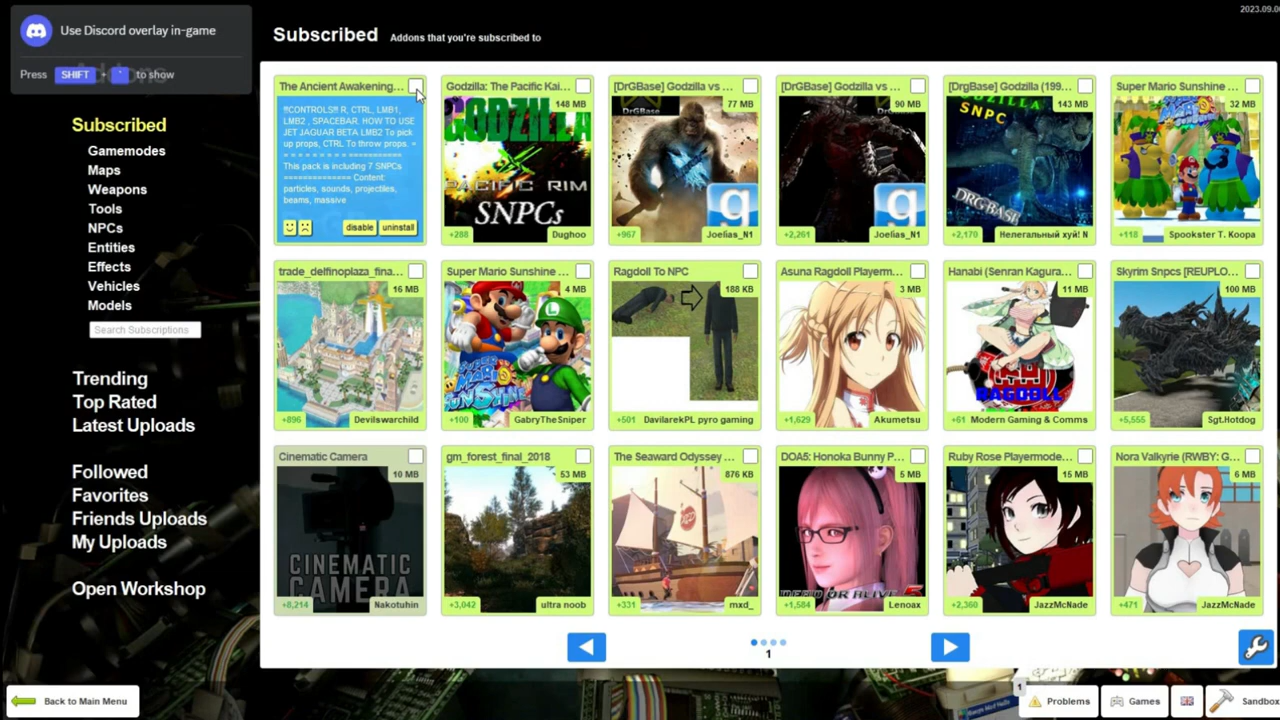 2023.09.0
Use Discord overlay in-game
Press SHIFT + ` to show
Addons
Subscribed
Addons that you're subscribed to
Subscribed
Gamemodes
Maps
Weapons
Tools
NPCs
Entities
Effects
Vehicles
Models
Search Subscriptions
Trending
Top Rated
Latest Uploads
Followed
Favorites
Friends Uploads
My Uploads
Open Workshop
The Ancient Awakening...
!!!CONTROLS!!! R, CTRL, LMB1,
LMB2 , SPACEBAR. HOW TO USE
JET JAGUAR BETA LMB2 To pick
up props, CTRL To throw props. =
= = = = = = = ==========
This pack is including 7 SNPCs
============= Content:
particles, sounds, projectiles,
beams, massive
disable
uninstall
Godzilla: The Pacific Kai...
148 MB
GODZILLA
PACIFIC RIM
SNPCs
+288
Dughoo
[DrGBase] Godzilla vs ...
DrGBase
77 MB
g
+967
Joelias_N1
[DRGBase] Godzilla vs ...
90 MB
g
+2,261
Joelias_N1
[DrgBase] Godzilla (199...
143 MB
GODZILLA
SNPC
DRGBASE
+2,170
Нелегальный хуй! N
Super Mario Sunshine ...
32 MB
+118
Spookster T. Koopa
trade_delfinoplaza_fina...
16 MB
+896
Devilswarchild
Super Mario Sunshine ...
4 MB
SUPER MARIO
SUNSHINE
+100
GabryTheSniper
Ragdoll To NPC
188 KB
+501
DavilarekPL pyro gaming
Asuna Ragdoll Playerm...
3 MB
+1,629
Akumetsu
Hanabi (Senran Kagura...
11 MB
RAGDOLL
+61
Modern Gaming & Comms
Skyrim Snpcs [REUPLO...
100 MB
+5,555
Sgt.Hotdog
Cinematic Camera
10 MB
CINEMATIC
CAMERA
+8,214
Nakotuhin
gm_forest_final_2018
53 MB
+3,042
ultra noob
The Seaward Odyssey ...
876 KB
+331
mxd_
DOA5: Honoka Bunny P...
5 MB
DEAD OR ALIVE 5
+1,584
Lenoax
Ruby Rose Playermode...
15 MB
+2,360
JazzMcNade
Nora Valkyrie (RWBY: G...
6 MB
+471
JazzMcNade
1
Back to Main Menu
1
Problems
Games
Sandbox